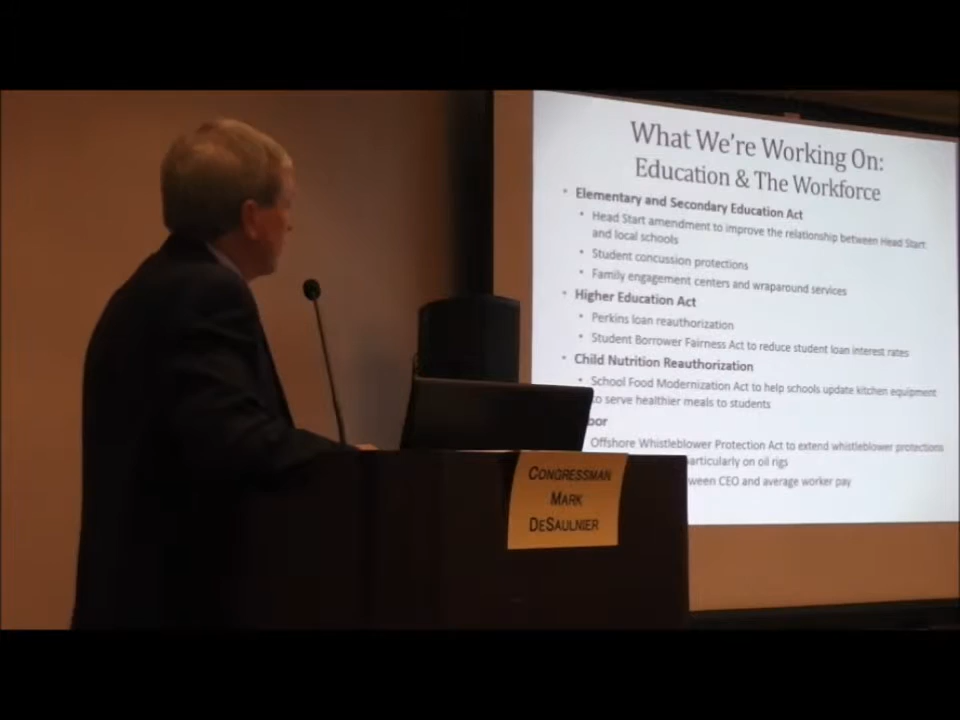 What We're Working On:
Education & The Workforce
• Elementary and Secondary Education Act
• Head Start amendment to improve the relationship between Head Start
and local schools
• Student concussion protections
• Family engagement centers and wraparound services
• Higher Education Act
• Perkins loan reauthorization
• Student Borrower Fairness Act to reduce student loan interest rates
• Child Nutrition Reauthorization
• School Food Modernization Act to help schools update kitchen equipment
to serve healthier meals to students
Offshore Whistleblower Protection Act to extend whistleblower protections
on oil rigs
CEO and average worker pay
CONGRESSMAN
MARK
DESAULNIER